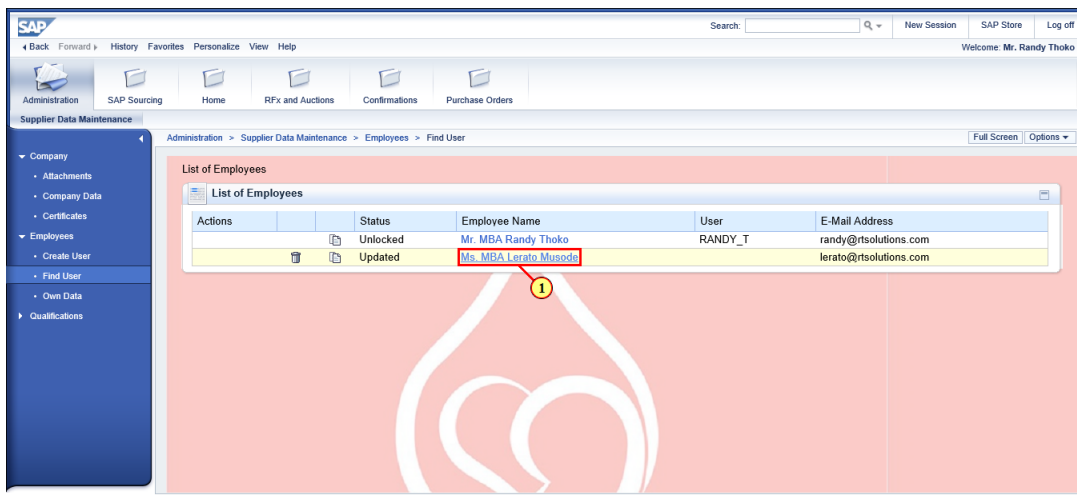 SAP Search: New Session SAP Store Log off
Back Forward History Favorites Personalize View Help Welcome: Mr. Randy Thoko
Administration SAP Sourcing Home RFx and Auctions Confirmations Purchase Orders
Supplier Data Maintenance
Administration > Supplier Data Maintenance > Employees > Find User Full Screen Options
Company
• Attachments
• Company Data
• Certificates
Employees
• Create User
• Find User
• Own Data
Qualifications
List of Employees
List of Employees
Actions Status Employee Name User E-Mail Address
Unlocked Mr. MBA Randy Thoko RANDY_T randy@rtsolutions.com
Updated Ms. MBA Lerato Musode lerato@rtsolutions.com
1